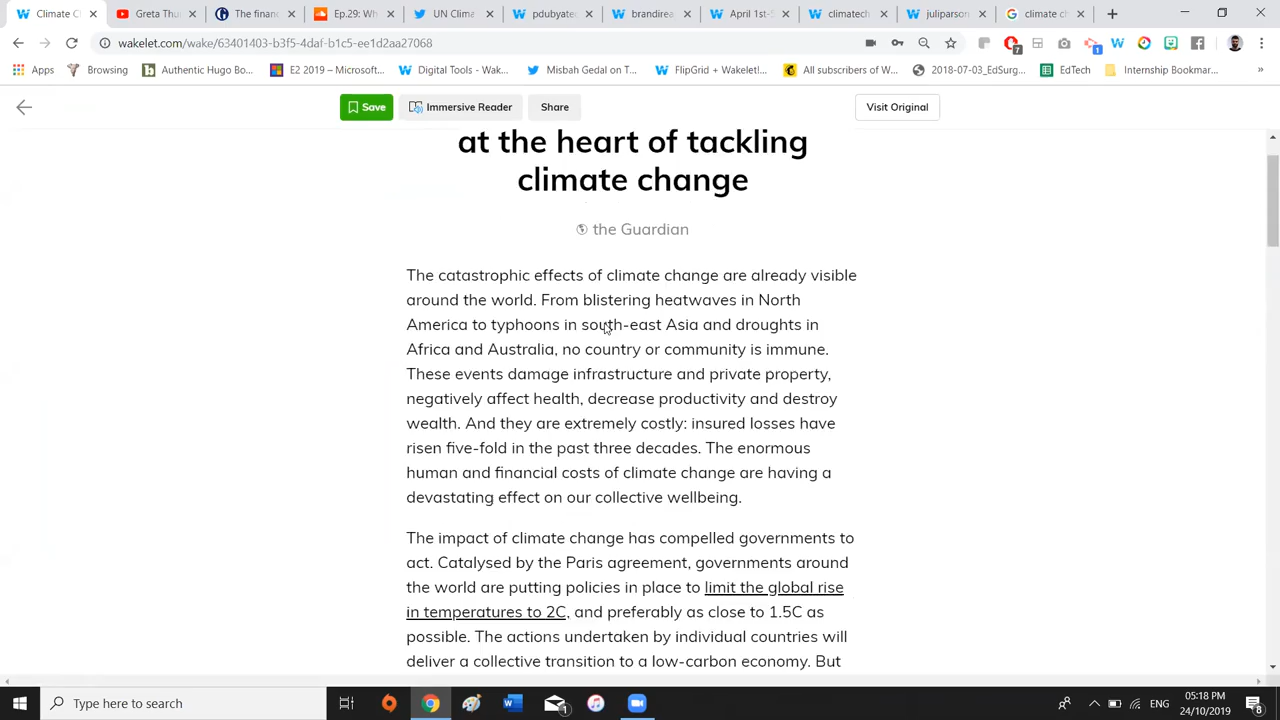 Climate Cl
Greta Thu
The finane
Ep.29: Wh
UN Clima
pdubyatee
brandirea
April 1st-S
climatech
juliparson
climate ch
wakelet.com/wake/63401403-b3f5-4daf-b1c5-ee1d2aa27068
7
1
Apps
Browsing
Authentic Hugo Bo...
E2 2019 – Microsoft...
Digital Tools - Wak...
Misbah Gedal on T...
FlipGrid + Wakelet!...
All subscribers of W...
2018-07-03_EdSurg...
EdTech
Internship Bookmar...
»
Save
Immersive Reader
Share
Visit Original
at the heart of tackling
climate change
the Guardian
The catastrophic effects of climate change are already visible
around the world. From blistering heatwaves in North
America to typhoons in south-east Asia and droughts in
Africa and Australia, no country or community is immune.
These events damage infrastructure and private property,
negatively affect health, decrease productivity and destroy
wealth. And they are extremely costly: insured losses have
risen five-fold in the past three decades. The enormous
human and financial costs of climate change are having a
devastating effect on our collective wellbeing.
The impact of climate change has compelled governments to
act. Catalysed by the Paris agreement, governments around
the world are putting policies in place to limit the global rise
in temperatures to 2C, and preferably as close to 1.5C as
possible. The actions undertaken by individual countries will
deliver a collective transition to a low-carbon economy. But
Type here to search
1
ENG
05:18 PM
24/10/2019
8